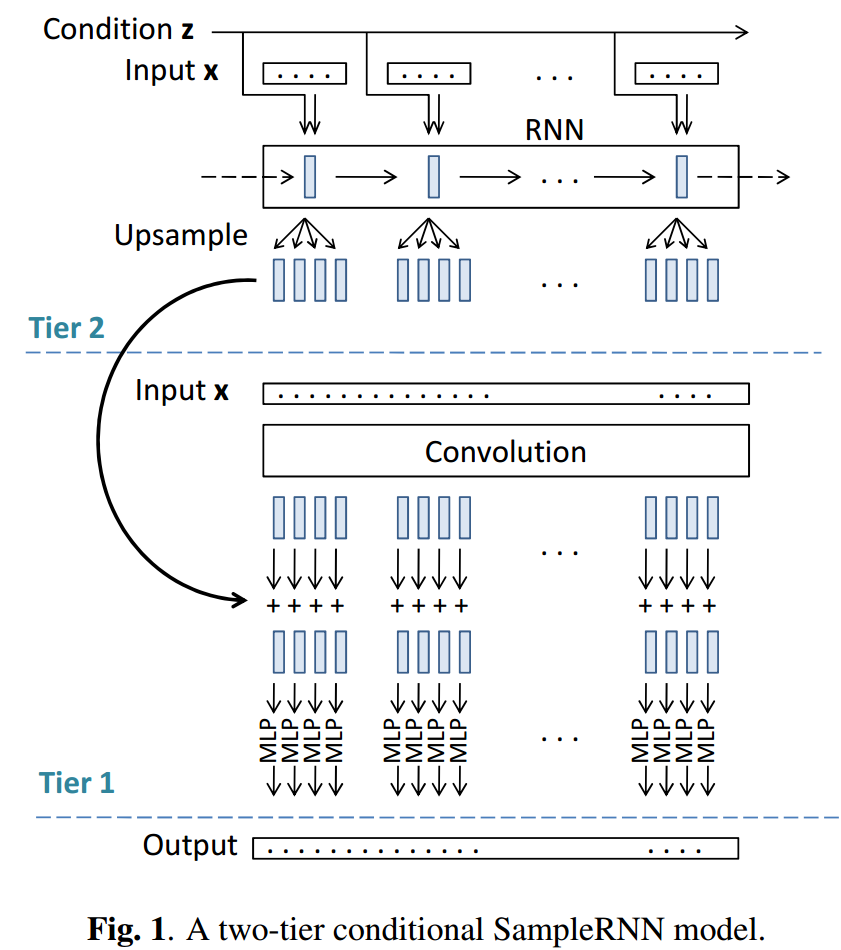 Condition z
Input x
. . . .
. . . .
. . .
. . . .
RNN
. . .
Upsample
. . .
Tier 2
Input x
. . . . . . . . . . . . . .
. . . .
Convolution
. . .
+ + + +
+ + + +
+ + + +
MLP MLP MLP MLP
MLP MLP MLP MLP
. . .
MLP MLP MLP MLP
Tier 1
Output
. . . . . . . . . . . . . .
. . . .
Fig. 1. A two-tier conditional SampleRNN model.